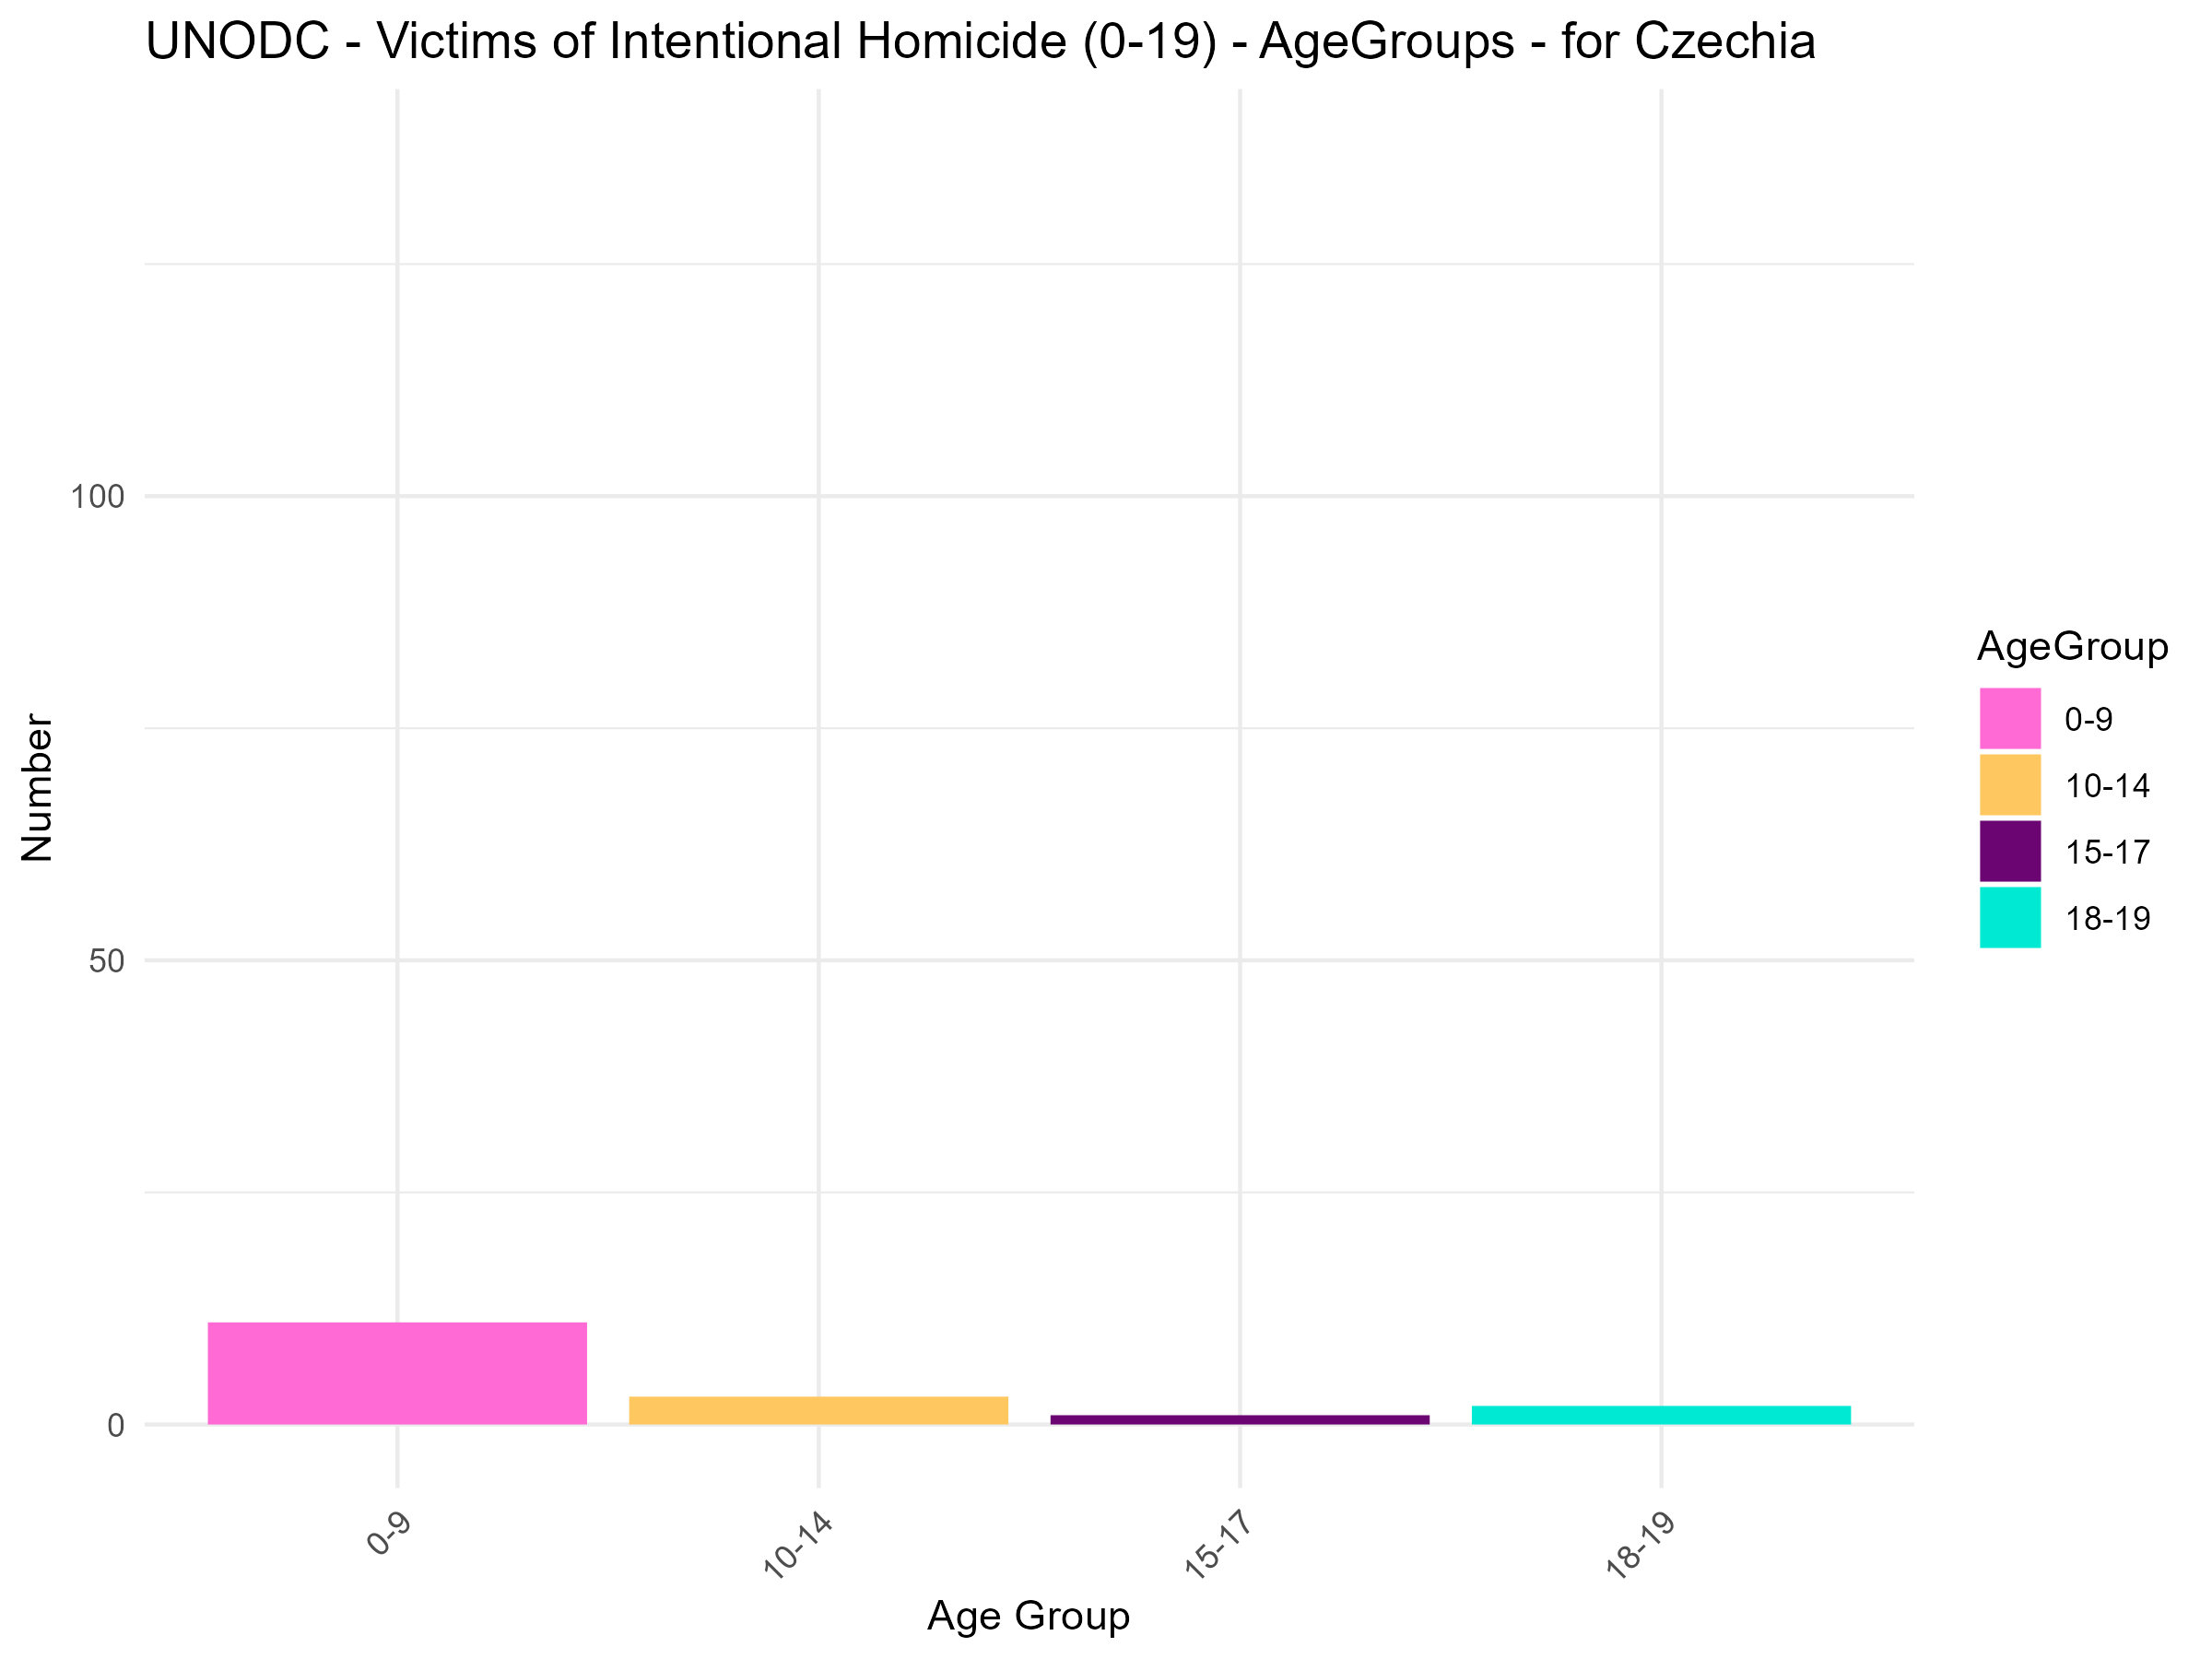 UNODC - Victims of Intentional Homicide (0-19) - AgeGroups - for Czechia
100
50
0
Number
0-9
10-14
15-17
18-19
Age Group
AgeGroup
0-9
10-14
15-17
18-19